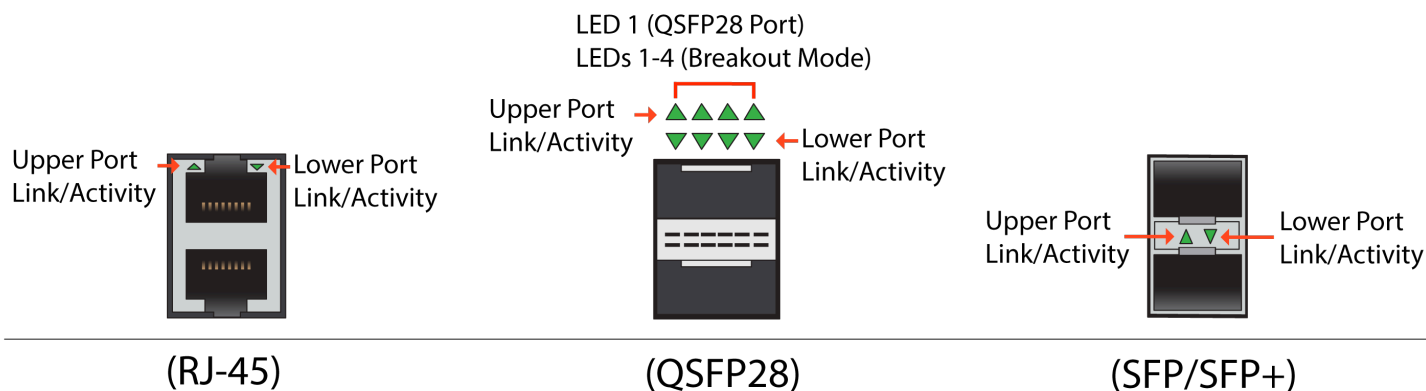 LED 1 (QSFP28 Port)
LEDs 1-4 (Breakout Mode)
Upper Port
Link/Activity
Lower Port
Link/Activity
Upper Port
Link/Activity
Lower Port
Link/Activity
Upper Port
Link/Activity
Lower Port
Link/Activity
(RJ-45)
(QSFP28)
(SFP/SFP+)